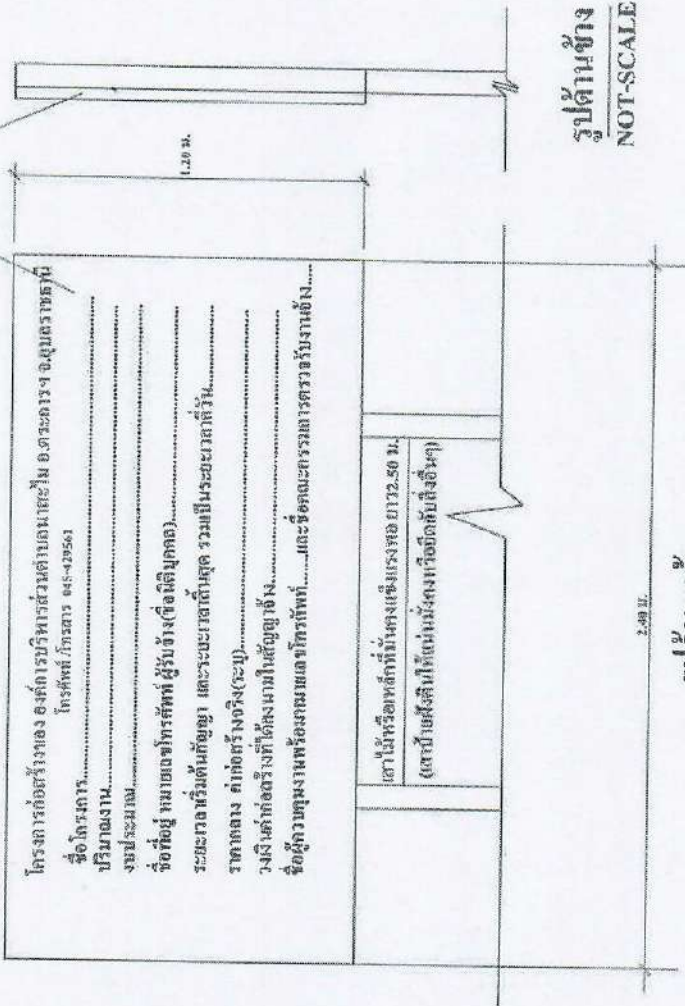 โครงการก่อสร้างของ องค์การบริหารส่วนตำบลนาสะไม อ.ตระการฯ จ.อุบลราชธานี
โทรศัพท์ /โทรสาร 045-429561
ชื่อโครงการ
ปริมาณงาน
งบประมาณ
ชื่อที่อยู่ หมายเลขโทรศัพท์ ผู้รับจ้าง(ชื่อนิติบุคคล)
ระยะเวลาเริ่มต้นสัญญา และระยะเวลาสิ้นสุด รวมเป็นระยะเวลากี่วัน
ราคากลาง ค่าก่อสร้างจริง(ระบุ)
วงเงินค่าก่อสร้างที่ได้ลงนามในสัญญาจ้าง
ชื่อผู้ควบคุมงานพร้อมหมายเลขโทรศัพท์........และชื่อคณะกรรมการตรวจรับงานจ้าง....
เสาไม้หรือเหล็กที่มั่นคงแข็งแรงพอ ยาว2.50 ม.
(เสาป้ายฝังดินให้แน่นมั่งคงหรือยึดกับสิ่งอื่นๆ)
1.20 ม.
2.40 ม.
รูปด้านข้าง
NOT-SCALE